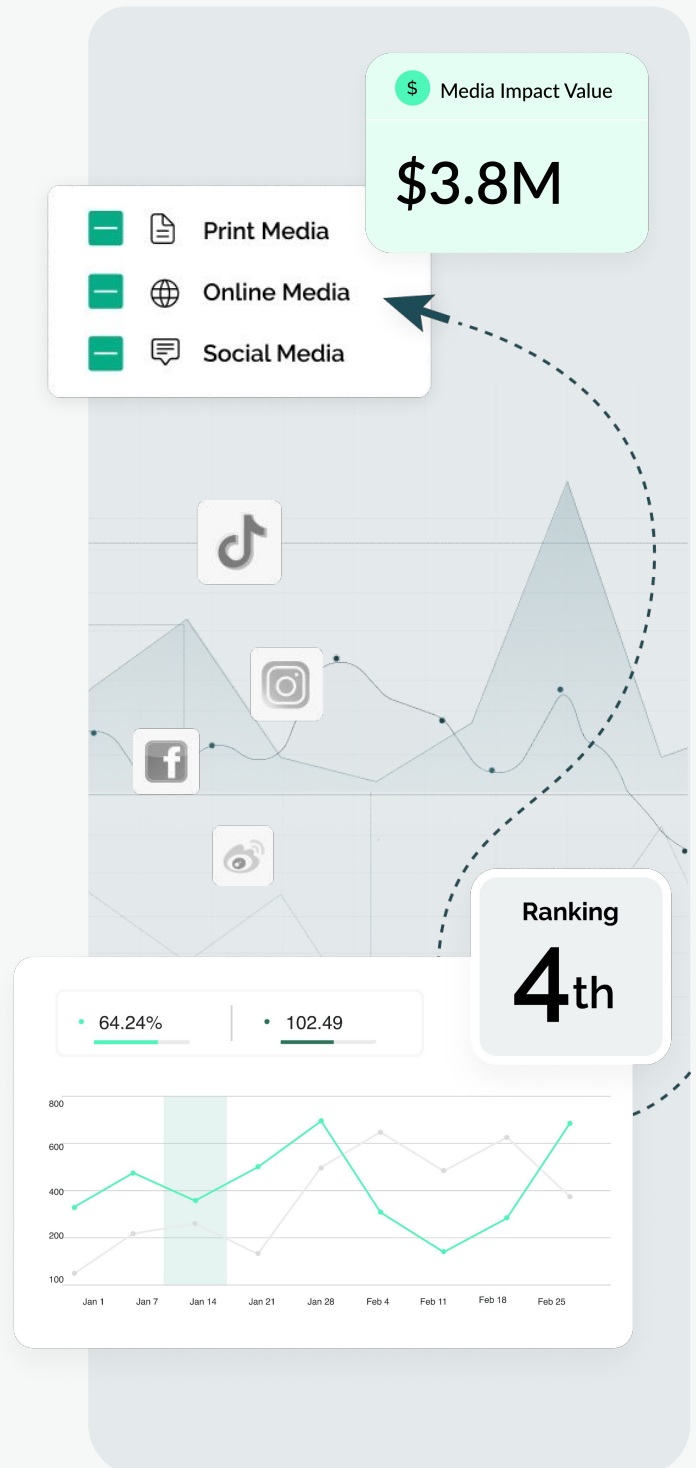 $ Media Impact Value
$3.8M
Print Media
Online Media
Social Media
Ranking
4th
64.24%
102.49
800
600
400
200
100
Jan 1 Jan 7 Jan 14 Jan 21 Jan 28 Feb 4 Feb 11 Feb 18 Feb 25